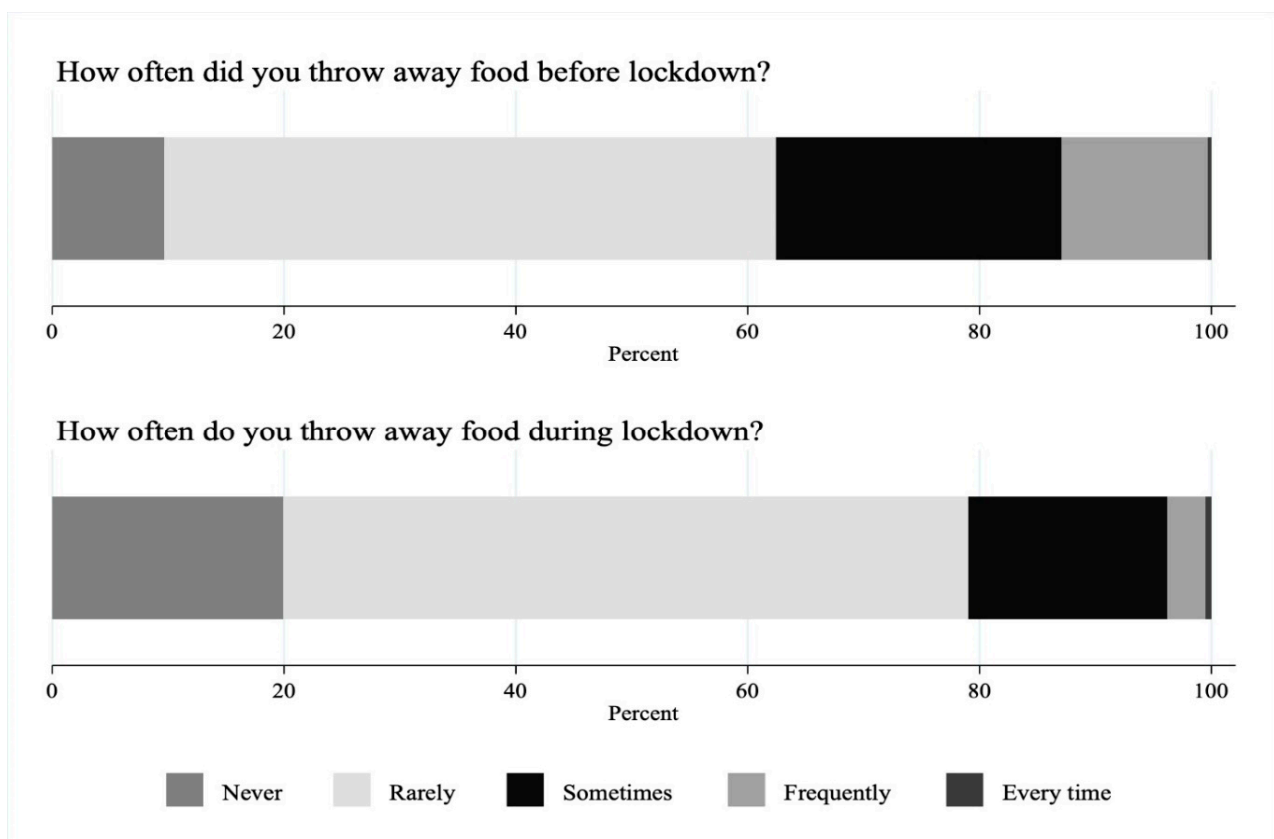 How often did you throw away food before lockdown?
0 20 40 60 80 100
Percent
How often do you throw away food during lockdown?
0 20 40 60 80 100
Percent
Never Rarely Sometimes Frequently Every time